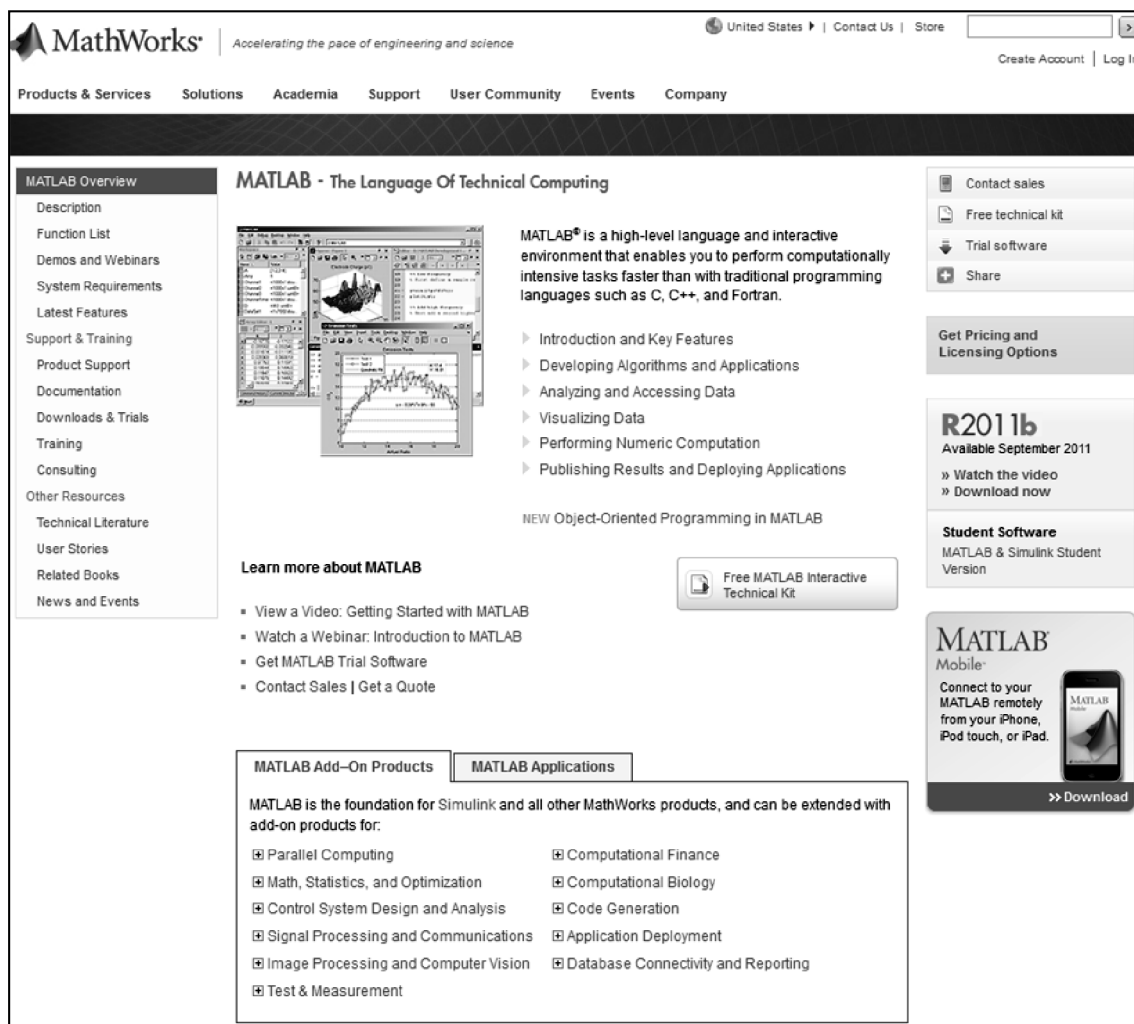 MathWorks
Accelerating the pace of engineering and science
United States | Contact Us | Store
Create Account | Log In
Products & Services Solutions Academia Support User Community Events Company
MATLAB Overview
Description
Function List
Demos and Webinars
System Requirements
Latest Features
Support & Training
Product Support
Documentation
Downloads & Trials
Training
Consulting
Other Resources
Technical Literature
User Stories
Related Books
News and Events
MATLAB - The Language Of Technical Computing
MATLAB® is a high-level language and interactive
environment that enables you to perform computationally
intensive tasks faster than with traditional programming
languages such as C, C++, and Fortran.
Introduction and Key Features
Developing Algorithms and Applications
Analyzing and Accessing Data
Visualizing Data
Performing Numeric Computation
Publishing Results and Deploying Applications
NEW Object-Oriented Programming in MATLAB
Learn more about MATLAB
View a Video: Getting Started with MATLAB
Watch a Webinar: Introduction to MATLAB
Get MATLAB Trial Software
Contact Sales | Get a Quote
Free MATLAB Interactive
Technical Kit
MATLAB Add–On Products MATLAB Applications
MATLAB is the foundation for Simulink and all other MathWorks products, and can be extended with
add-on products for:
Parallel Computing
Math, Statistics, and Optimization
Control System Design and Analysis
Signal Processing and Communications
Image Processing and Computer Vision
Test & Measurement
Computational Finance
Computational Biology
Code Generation
Application Deployment
Database Connectivity and Reporting
Contact sales
Free technical kit
Trial software
Share
Get Pricing and
Licensing Options
R2011b
Available September 2011
» Watch the video
» Download now
Student Software
MATLAB & Simulink Student
Version
MATLAB
Mobile
Connect to your
MATLAB remotely
from your iPhone,
iPod touch, or iPad.
MATLAB
Mobile
>> Download